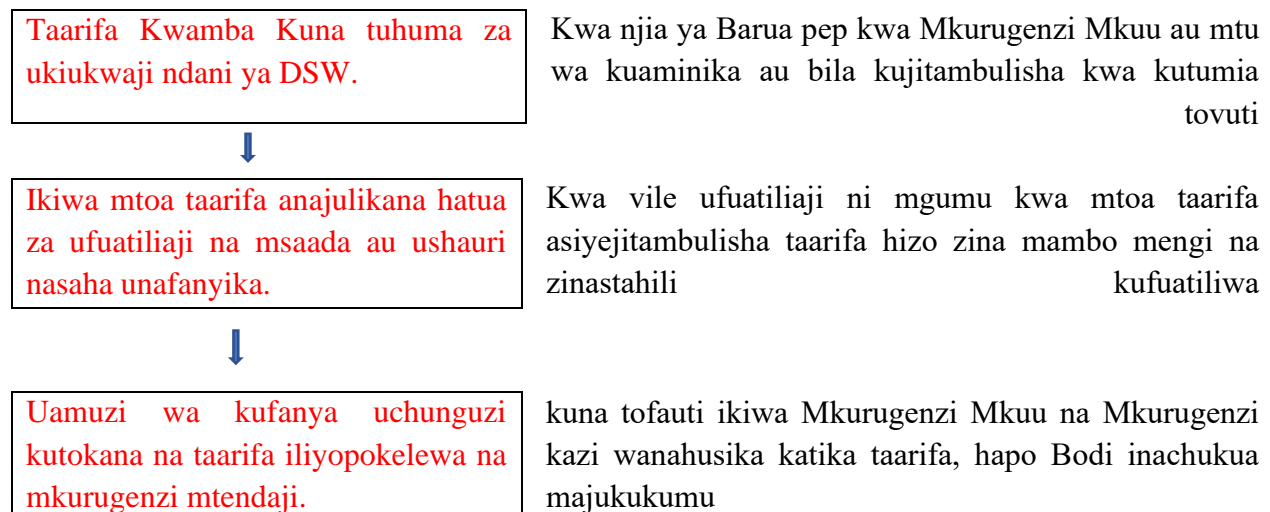 Taarifa Kwamba Kuna tuhuma za
ukiukwaji ndani ya DSW.
Kwa njia ya Barua pep kwa Mkurugenzi Mkuu au mtu
wa kuaminika au bila kujitambulisha kwa kutumia
tovuti
Ikiwa mtoa taarifa anajulikana hatua
za ufuatiliaji na msaada au ushauri
nasaha unafanyika.
Kwa vile ufuatiliaji ni mgumu kwa mtoa taarifa
asiyejitambulisha taarifa hizo zina mambo mengi na
zinastahili kufuatiliwa
Uamuzi wa kufanya uchunguzi
kutokana na taarifa iliyopokelewa na
mkurugenzi mtendaji.
kuna tofauti ikiwa Mkurugenzi Mkuu na Mkurugenzi
kazi wanahusika katika taarifa, hapo Bodi inachukua
majukukumu